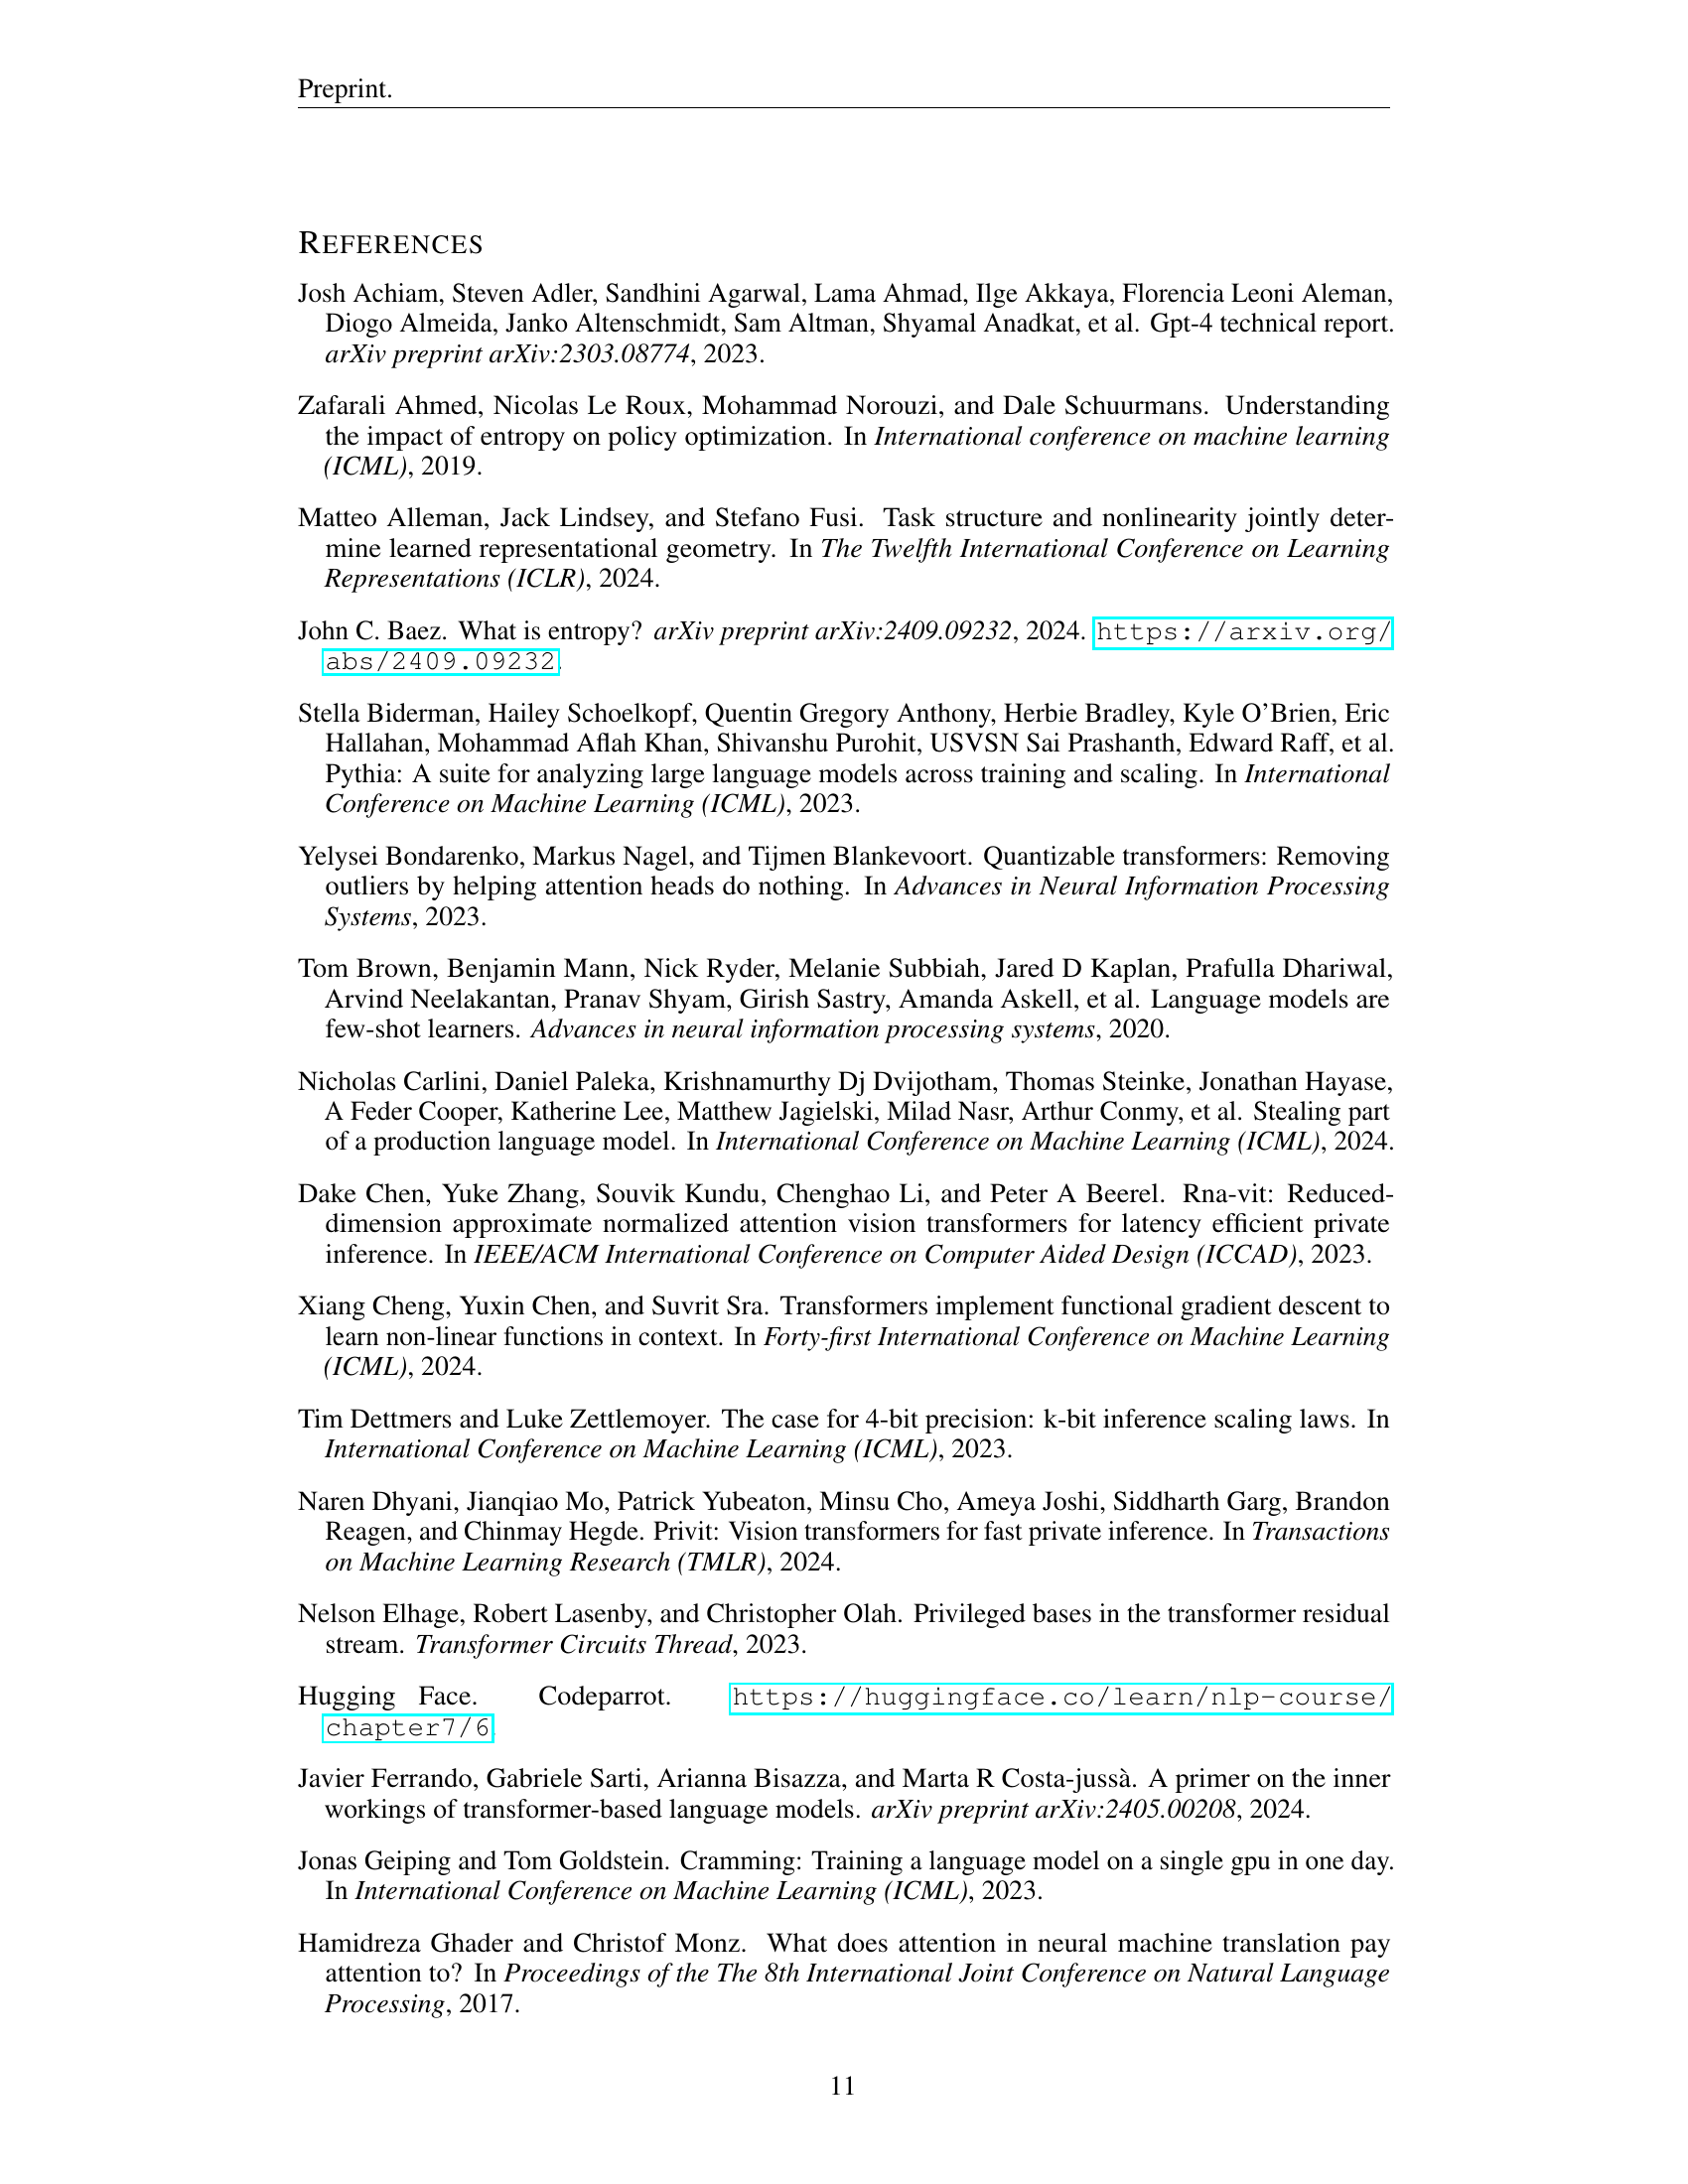 Preprint.
REFERENCES
Josh Achiam, Steven Adler, Sandhini Agarwal, Lama Ahmad, Ilge Akkaya, Florencia Leoni Aleman,
Diogo Almeida, Janko Altenschmidt, Sam Altman, Shyamal Anadkat, et al. Gpt-4 technical report.
arXiv preprint arXiv:2303.08774, 2023.
Zafarali Ahmed, Nicolas Le Roux, Mohammad Norouzi, and Dale Schuurmans. Understanding
the impact of entropy on policy optimization. In International conference on machine learning
(ICML), 2019.
Matteo Alleman, Jack Lindsey, and Stefano Fusi. Task structure and nonlinearity jointly deter-
mine learned representational geometry. In The Twelfth International Conference on Learning
Representations (ICLR), 2024.
John C. Baez. What is entropy? arXiv preprint arXiv:2409.09232, 2024. https://arxiv.org/
abs/2409.09232.
Stella Biderman, Hailey Schoelkopf, Quentin Gregory Anthony, Herbie Bradley, Kyle O'Brien, Eric
Hallahan, Mohammad Aflah Khan, Shivanshu Purohit, USVSN Sai Prashanth, Edward Raff, et al.
Pythia: A suite for analyzing large language models across training and scaling. In International
Conference on Machine Learning (ICML), 2023.
Yelysei Bondarenko, Markus Nagel, and Tijmen Blankevoort. Quantizable transformers: Removing
outliers by helping attention heads do nothing. In Advances in Neural Information Processing
Systems, 2023.
Tom Brown, Benjamin Mann, Nick Ryder, Melanie Subbiah, Jared D Kaplan, Prafulla Dhariwal,
Arvind Neelakantan, Pranav Shyam, Girish Sastry, Amanda Askell, et al. Language models are
few-shot learners. Advances in neural information processing systems, 2020.
Nicholas Carlini, Daniel Paleka, Krishnamurthy Dj Dvijotham, Thomas Steinke, Jonathan Hayase,
A Feder Cooper, Katherine Lee, Matthew Jagielski, Milad Nasr, Arthur Conmy, et al. Stealing part
of a production language model. In International Conference on Machine Learning (ICML), 2024.
Dake Chen, Yuke Zhang, Souvik Kundu, Chenghao Li, and Peter A Beerel. Rna-vit: Reduced-
dimension approximate normalized attention vision transformers for latency efficient private
inference. In IEEE/ACM International Conference on Computer Aided Design (ICCAD), 2023.
Xiang Cheng, Yuxin Chen, and Suvrit Sra. Transformers implement functional gradient descent to
learn non-linear functions in context. In Forty-first International Conference on Machine Learning
(ICML), 2024.
Tim Dettmers and Luke Zettlemoyer. The case for 4-bit precision: k-bit inference scaling laws. In
International Conference on Machine Learning (ICML), 2023.
Naren Dhyani, Jianqiao Mo, Patrick Yubeaton, Minsu Cho, Ameya Joshi, Siddharth Garg, Brandon
Reagen, and Chinmay Hegde. Privit: Vision transformers for fast private inference. In Transactions
on Machine Learning Research (TMLR), 2024.
Nelson Elhage, Robert Lasenby, and Christopher Olah. Privileged bases in the transformer residual
stream. Transformer Circuits Thread, 2023.
Hugging Face. Codeparrot. https://huggingface.co/learn/nlp-course/
chapter7/6.
Javier Ferrando, Gabriele Sarti, Arianna Bisazza, and Marta R Costa-jussà. A primer on the inner
workings of transformer-based language models. arXiv preprint arXiv:2405.00208, 2024.
Jonas Geiping and Tom Goldstein. Cramming: Training a language model on a single gpu in one day.
In International Conference on Machine Learning (ICML), 2023.
Hamidreza Ghader and Christof Monz. What does attention in neural machine translation pay
attention to? In Proceedings of the The 8th International Joint Conference on Natural Language
Processing, 2017.
11